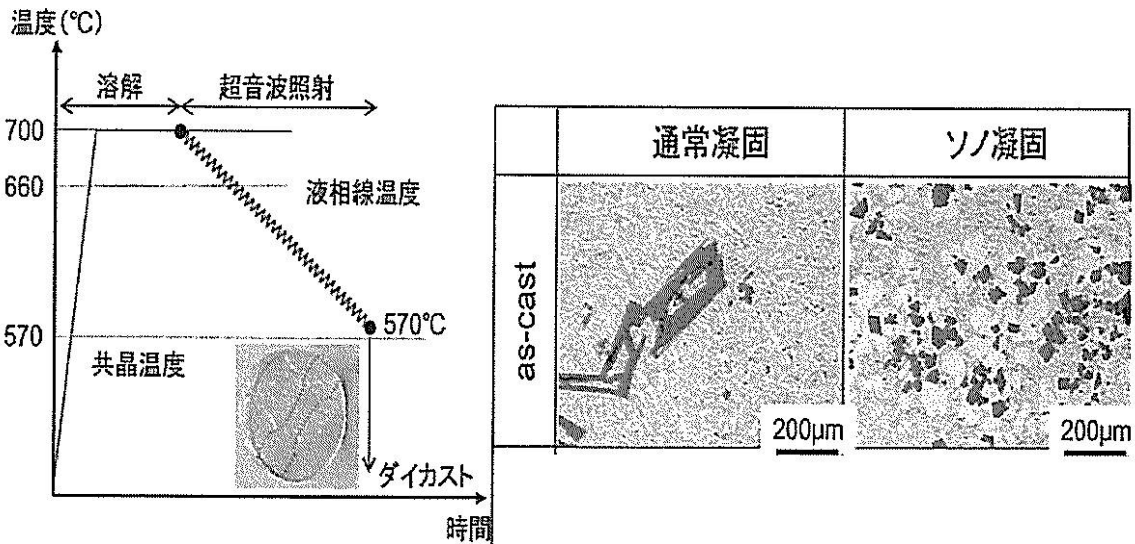 温度(℃)
溶解
超音波照射
700
660
液相線温度
570℃
570
共晶温度
ダイカスト
時間
通常凝固
ソノ凝固
as-cast
200μm
200μm